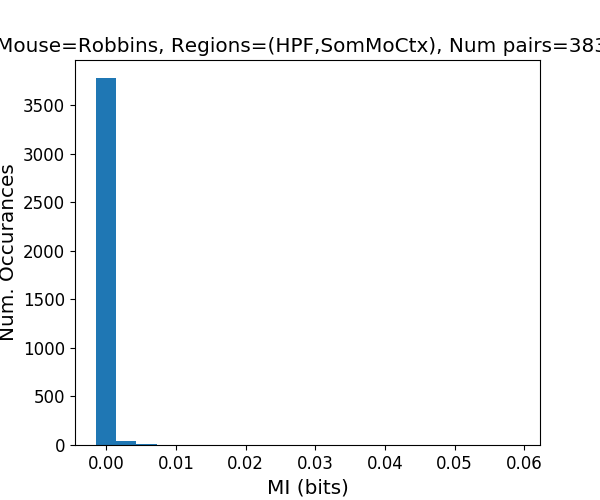 Mouse=Robbins, Regions=(HPF,SomMoCtx), Num pairs=383
Num. Occurances
3500
3000
2500
2000
1500
1000
500
0
0.00 0.01 0.02 0.03 0.04 0.05 0.06
MI (bits)